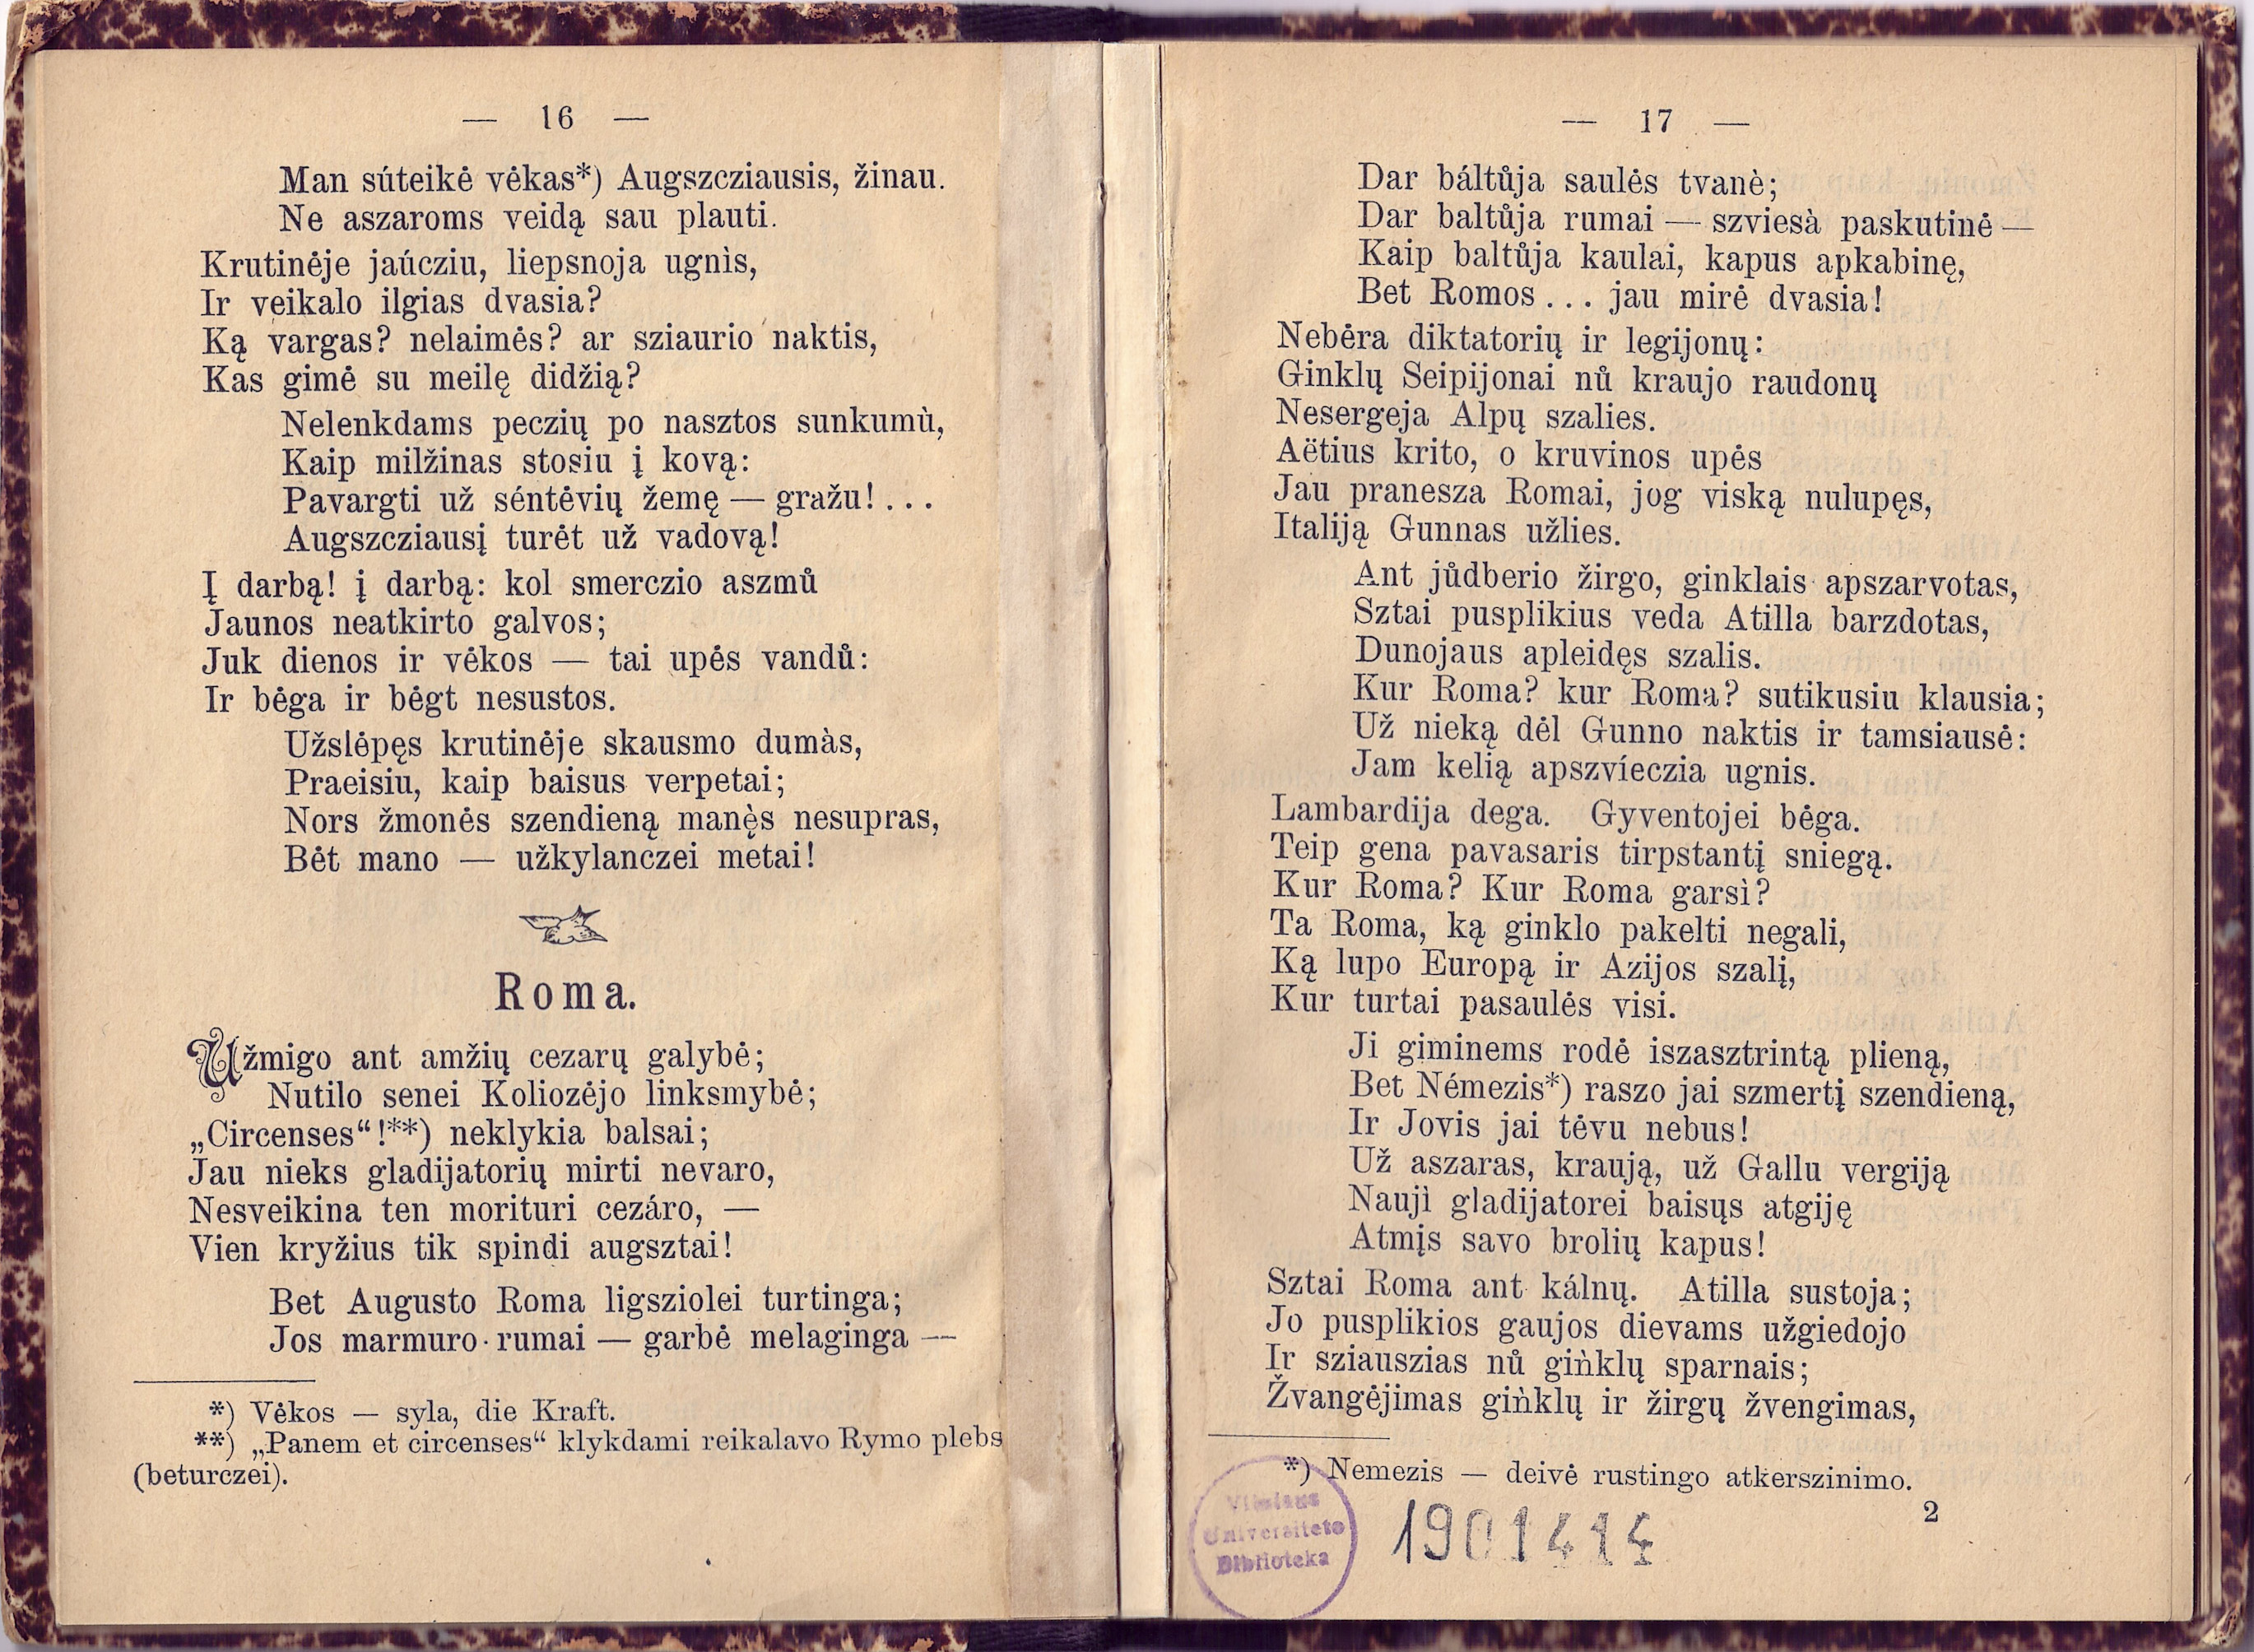 — 16 —
Man súteikė vėkas*) Augszcziausis, žinau.
Ne aszaroms veidą sau plauti.
Krutinėje jaúcziu, liepsnoja ugnìs,
Ir veikalo ilgias dvasia?
Ką vargas? nelaimės? ar sziaurio naktis,
Kas gimė su meilę didžią?
Nelenkdams peczių po nasztos sunkumù,
Kaip milžinas stosiu į kovą:
Pavargti už séntėvių žemę — gražu!...
Augszcziausį turėt už vadovą!
Į darbą! į darbą: kol smerczio aszmů
Jaunos neatkirto galvos;
Juk dienos ir vėkos — tai upės vandů:
Ir bėga ir bėgt nesustos.
Užslėpęs krutinėje skausmo dumàs,
Praeisiu, kaip baisus verpetai;
Nors žmonės szendieną manęs nesupras,
Bėt mano — užkylanczei metai!
Roma.
Užmigo ant amžių cezarų galybė;
Nutilo senei Koliozėjo linksmybė;
„Circenses“!**) neklykia balsai;
Jau nieks gladijatorių mirti nevaro,
Nesveikina ten morituri cezáro, —
Vien kryžius tik spindi augsztai!
Bet Augusto Roma ligsziolei turtinga;
Jos marmuro rumai — garbė melaginga —
*) Vėkos — syla, die Kraft.
**) „Panem et circenses“ klykdami reikalavo Rymo plebs
(beturczei).
— 17 —
Dar báltůja saulės tvanè;
Dar baltůja rumai — szviesà paskutinė —
Kaip baltůja kaulai, kapus apkabinę,
Bet Romos... jau mirė dvasia!
Nebėra diktatorių ir legijonų:
Ginklų Seipijonai nů kraujo raudonų
Nesergeja Alpų szalies.
Aëtius krito, o kruvinos upės
Jau pranesza Romai, jog viską nulupęs,
Italiją Gunnas užlies.
Ant jůdberio žirgo, ginklais apszarvotas,
Sztai pusplikius veda Atilla barzdotas,
Dunojaus apleidęs szalis.
Kur Roma? kur Roma? sutikusiu klausia;
Už nieką dėl Gunno naktis ir tamsiausė:
Jam kelią apszvíeczia ugnis.
Lambardija dega. Gyventojei bėga.
Teip gena pavasaris tirpstantį sniegą.
Kur Roma? Kur Roma garsì?
Ta Roma, ką ginklo pakelti negali,
Ką lupo Europą ir Azijos szalį,
Kur turtai pasaulės visi.
Ji giminems rodė iszasztrintą plieną,
Bet Némezis*) raszo jai szmertį szendieną,
Ir Jovis jai tėvu nebus!
Už aszaras, kraują, už Gallu vergiją
Naujì gladijatorei baisųs atgiję
Atmįs savo brolių kapus!
Sztai Roma ant kálnų. Atilla sustoja;
Jo pusplikios gaujos dievams užgiedojo
Ir sziauszias nů giǹklų sparnais;
Žvangėjimas giǹklų ir žirgų žvengimas,
*) Nemezis — deivė rustingo atkerszinimo.
2
Vilniaus
Universiteto
Biblioteka
1901414